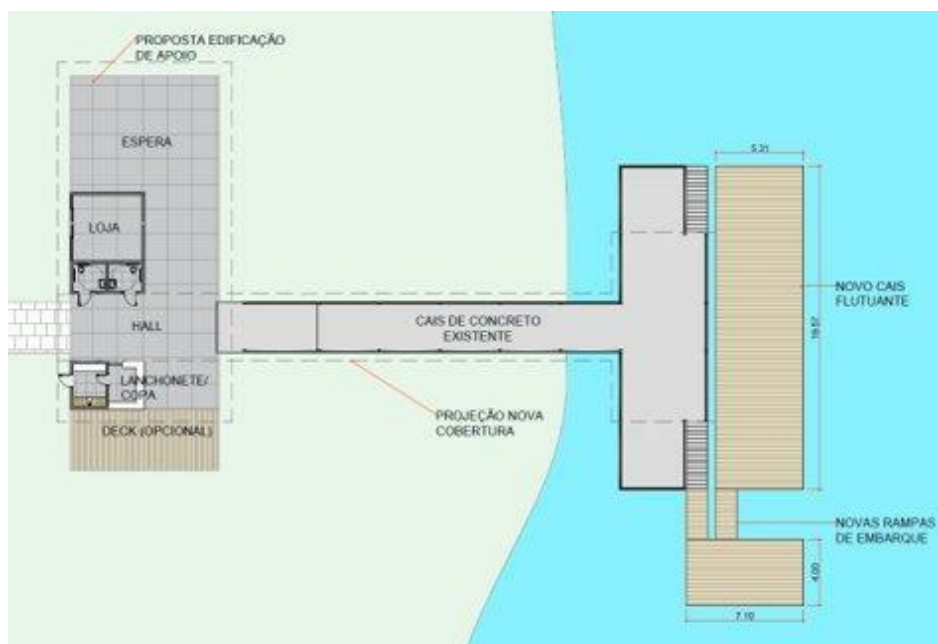 PROPOSTA EDIFICAÇÃO
DE APOIO
ESPERA
LOJA
HALL
LANCHONETE/
COPA
DECK (OPCIONAL)
CAIS DE CONCRETO
EXISTENTE
PROJEÇÃO NOVA
COBERTURA
5.31
19.57
NOVO CAIS
FLUTUANTE
NOVAS RAMPAS
DE EMBARQUE
4.00
7.10